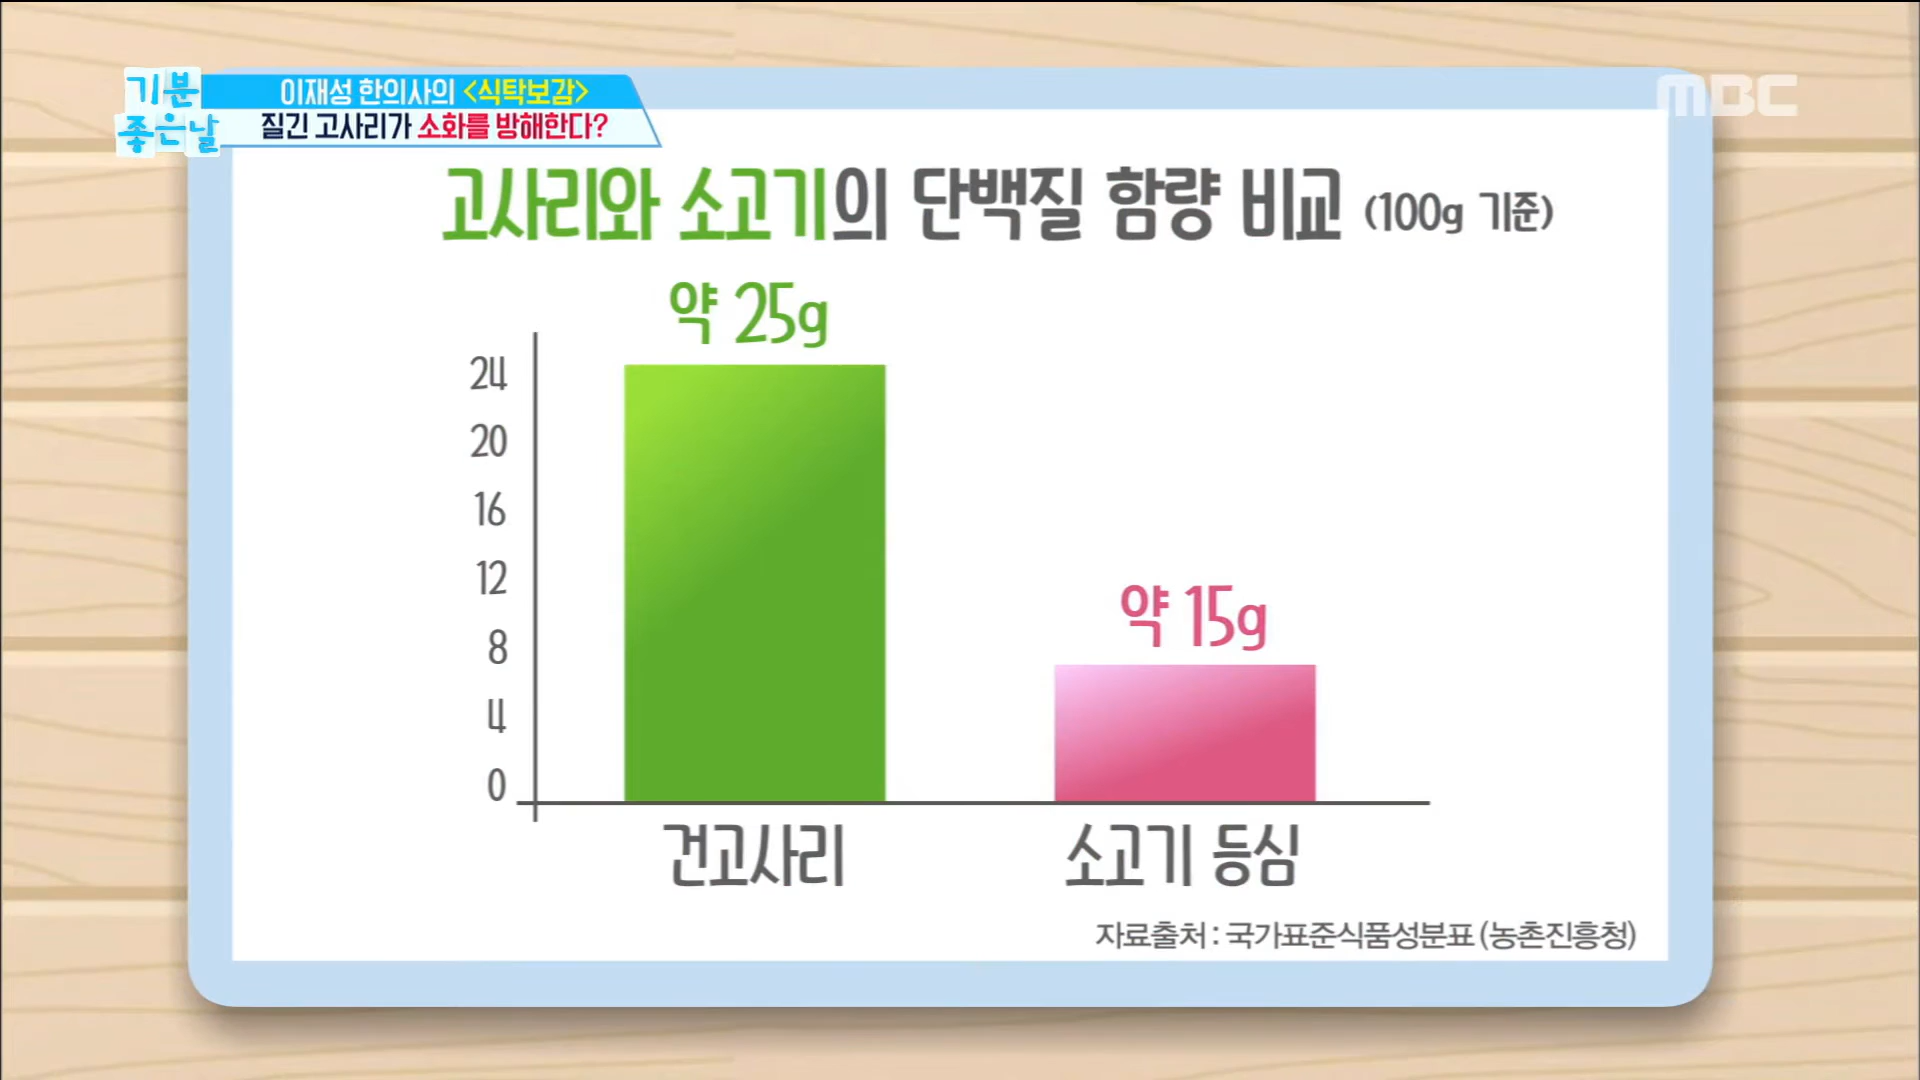 기분
좋은날
이재성 한의사의 <식탁보감>
질긴 고사리가 소화를 방해한다?
MBC
고사리와 소고기의 단백질 함량 비교 (100g 기준)
약 25g
약 15g
24
20
16
12
8
4
0
건고사리
소고기 등심
자료출처 : 국가표준식품성분표 (농촌진흥청)